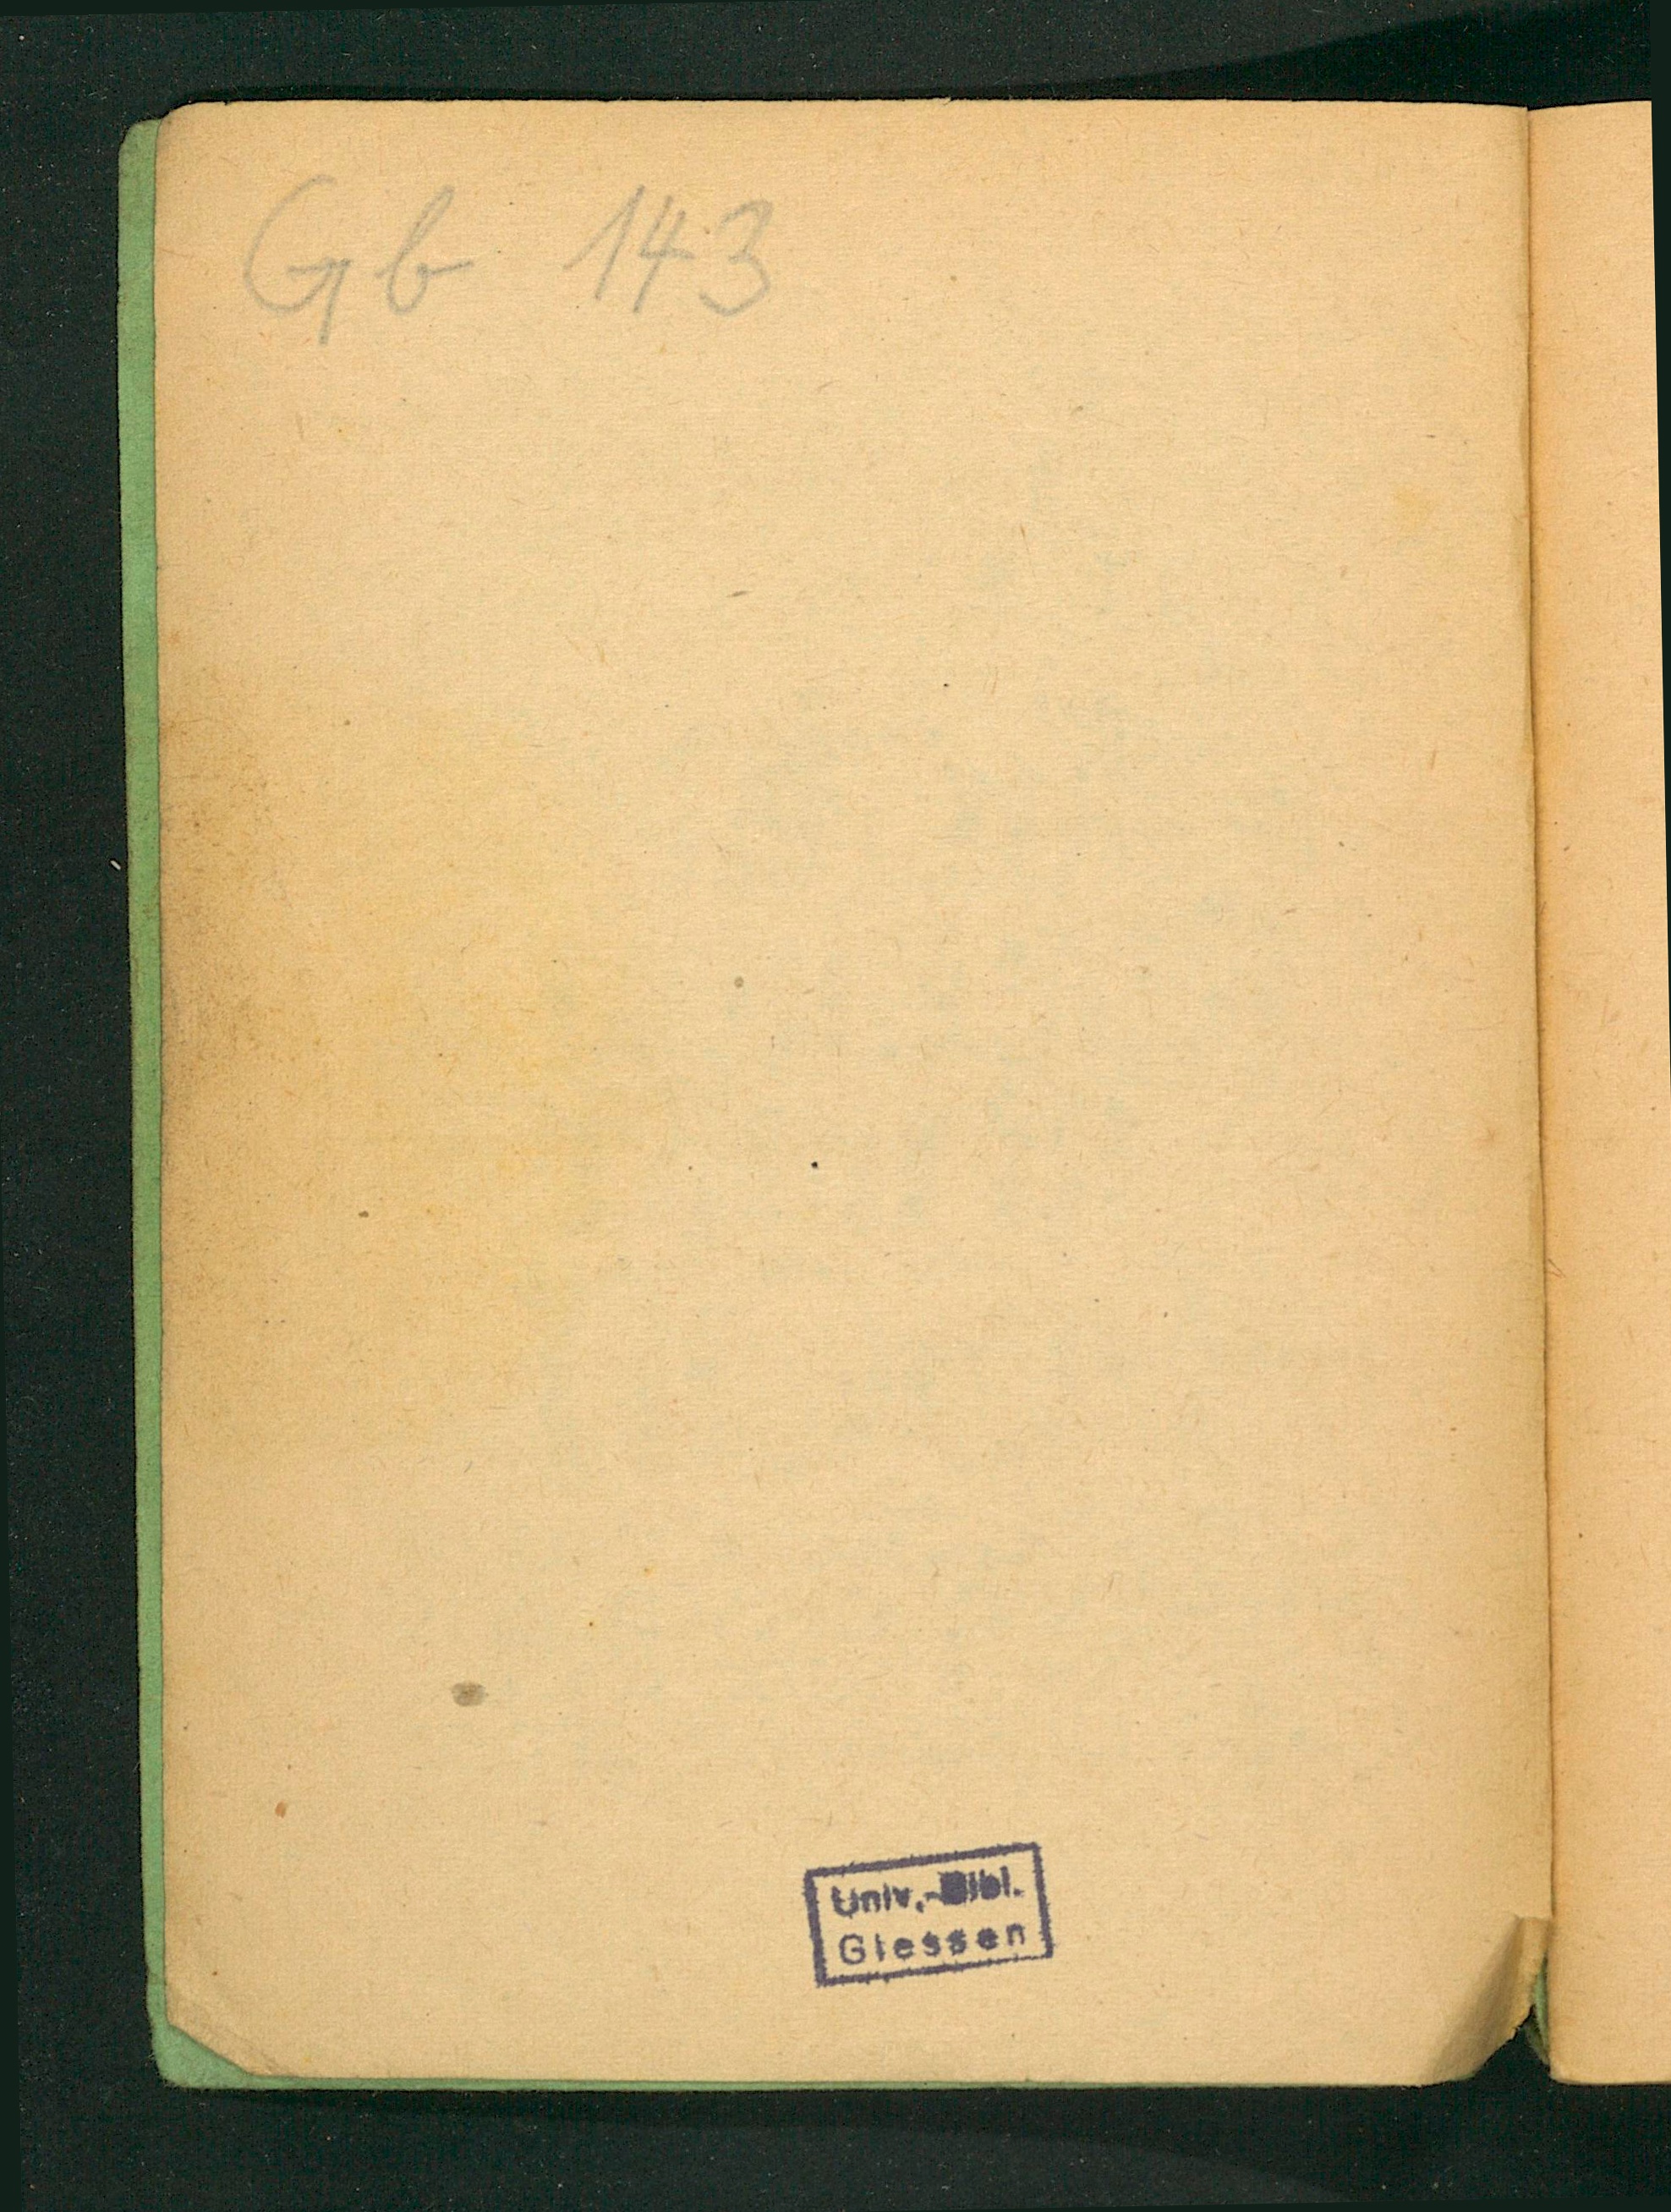 Gb 143
Univ.-Bibl.
Giessen